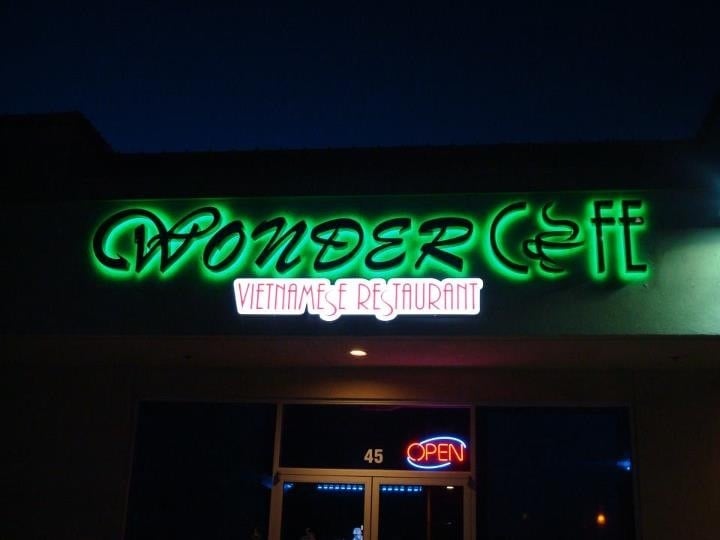 WONDER CAFE
VIETNAMESE RESTAURANT
45 OPEN